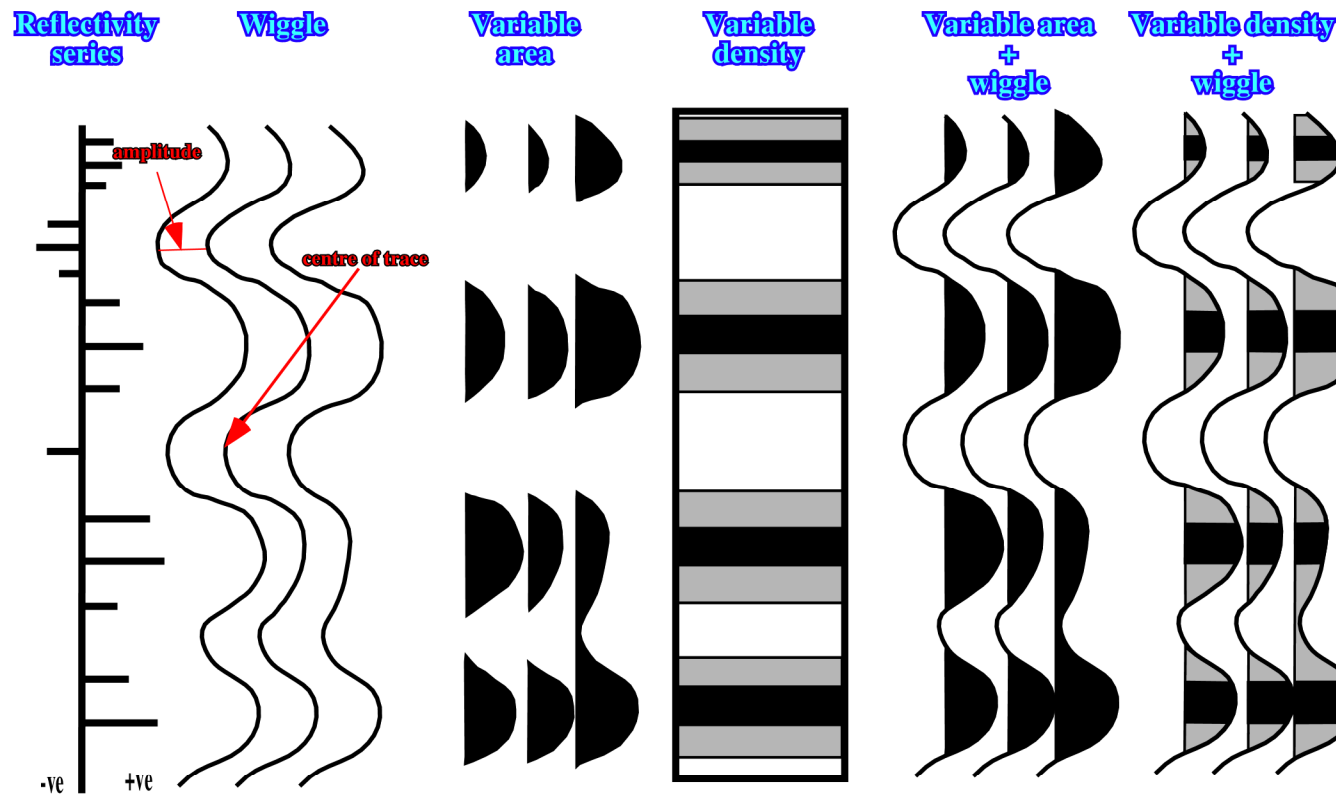 Reflectivity
series
Wiggle
Variable
area
Variable
density
Variable area
+
wiggle
Variable density
+
wiggle
amplitude
centre of trace
-ve
+ve